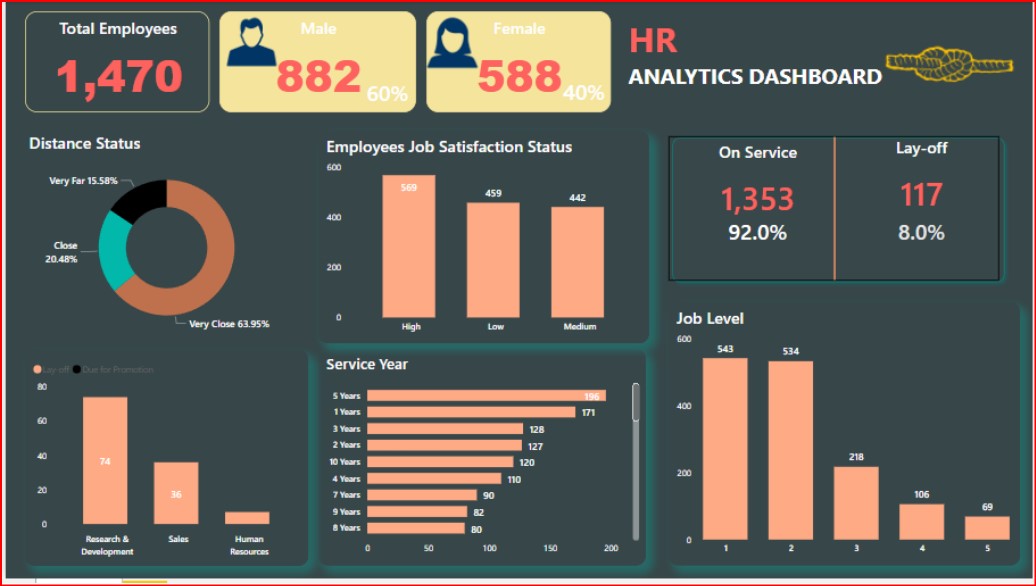 Total Employees
1,470
Male
882
60%
Female
588
40%
HR
ANALYTICS DASHBOARD
Distance Status
Very Far 15.58%
Close
20.48%
Very Close 63.95%
Employees Job Satisfaction Status
600
400
200
0
569
459
442
High
Low
Medium
On Service
1,353
92.0%
Lay-off
117
8.0%
Lay-off
Due for Promotion
80
60
40
20
0
74
36
Research &
Development
Sales
Human
Resources
Service Year
5 Years 196
1 Years 171
3 Years 128
2 Years 127
10 Years 120
4 Years 110
7 Years 90
9 Years 82
8 Years 80
0 50 100 150 200
Job Level
600
400
200
0
543
534
218
106
69
1 2 3 4 5